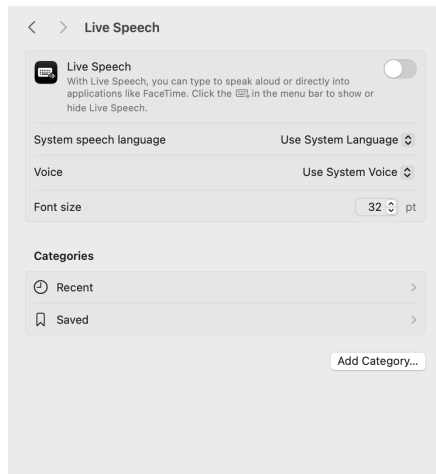 Live Speech
Live Speech
With Live Speech, you can type to speak aloud or directly into
applications like FaceTime. Click the in the menu bar to show or
hide Live Speech.
System speech language Use System Language
Voice Use System Voice
Font size 32 pt
Categories
Recent
Saved
Add Category...